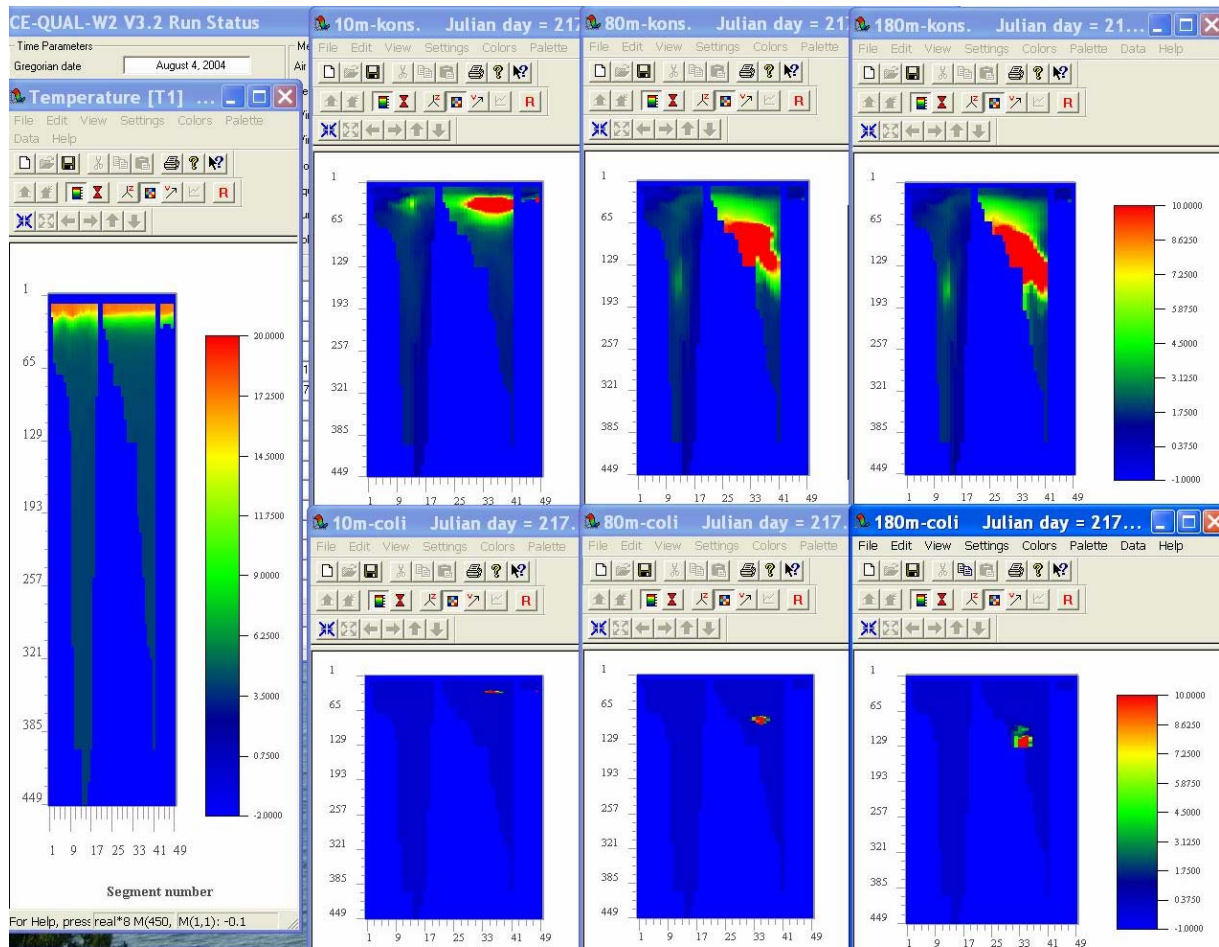 CE-QUAL-W2 V3.2 Run Status
Time Parameters
Gregorian date
August 4, 2004
Temperature [T1] ...
File Edit View Settings Colors Palette
Data Help
R
1
65
129
193
257
321
385
449
20.0000
17.2500
14.5000
11.7500
9.0000
6.2500
3.5000
0.7500
-2.0000
1 9 17 25 33 41 49
Segment number
For Help, press real*8 M(450, M(1,1): -0.1
10m-kons. Julian day = 217
File Edit View Settings Colors Palette
R
1
65
129
193
257
321
385
449
1 9 17 25 33 41 49
80m-kons. Julian day = 217
File Edit View Settings Colors Palette
R
1
65
129
193
257
321
385
449
1 9 17 25 33 41 49
180m-kons. Julian day = 21...
File Edit View Settings Colors Palette Data Help
R
1
65
129
193
257
321
385
449
1 9 17 25 33 41 49
10.0000
8.6250
7.2500
5.8750
4.5000
3.1250
1.7500
0.3750
-1.0000
10m-coli Julian day = 217.
File Edit View Settings Colors Palette
R
1
65
129
193
257
321
385
449
1 9 17 25 33 41 49
80m-coli Julian day = 217.
File Edit View Settings Colors Palette
R
1
65
129
193
257
321
385
449
1 9 17 25 33 41 49
180m-coli Julian day = 217...
File Edit View Settings Colors Palette Data Help
R
1
65
129
193
257
321
385
449
1 9 17 25 33 41 49
10.0000
8.6250
7.2500
5.8750
4.5000
3.1250
1.7500
0.3750
-1.0000